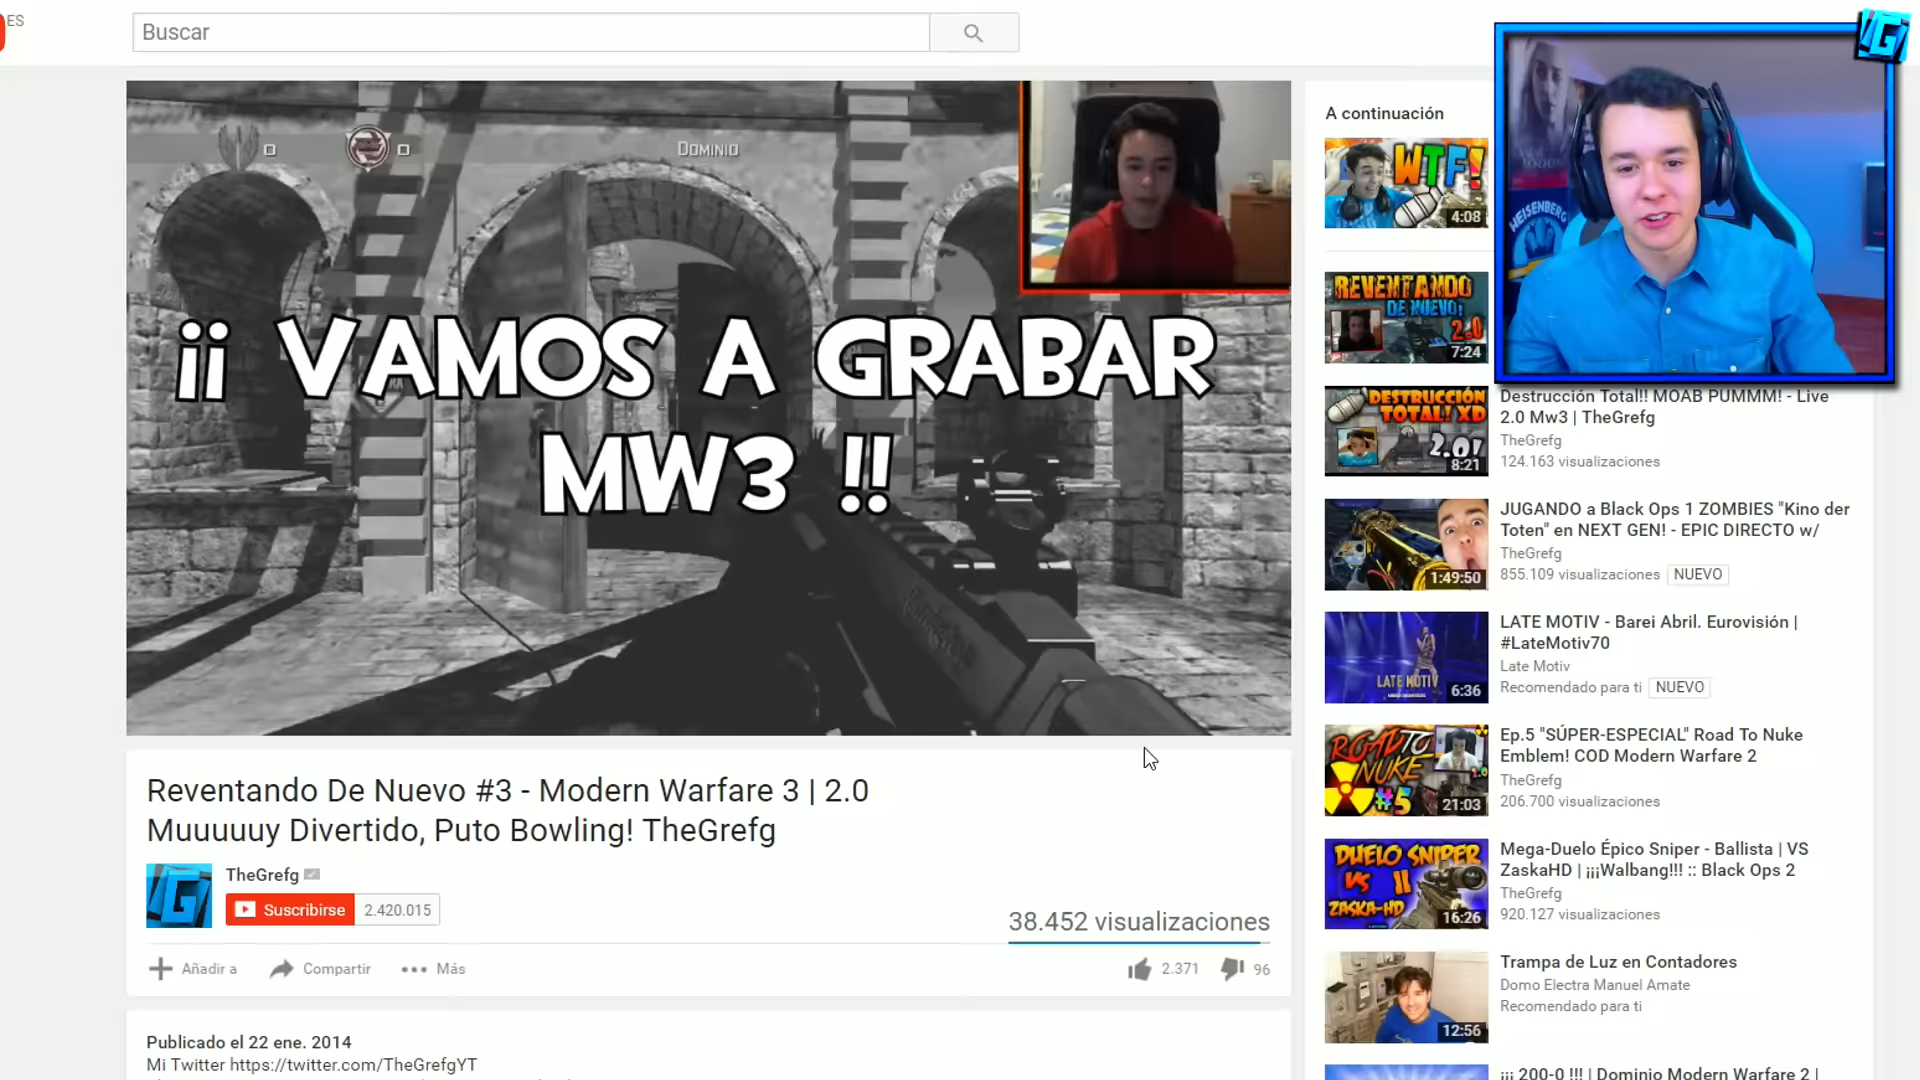 ES
Buscar
0
0
DOMINIO
¡¡ VAMOS A GRABAR
MW3 !!
Reventando De Nuevo #3 - Modern Warfare 3 | 2.0
Muuuuuy Divertido, Puto Bowling! TheGrefg
TheGrefg
Suscribirse 2.420.015
38.452 visualizaciones
Añadir a Compartir Más
2.371 96
Publicado el 22 ene. 2014
Mi Twitter https://twitter.com/TheGrefgYT
A continuación
WTF!
4:08
REVENTANDO
DE NUEVO!
2.0
7:24
DESTRUCCIÓN
TOTAL! XD
2.0!
8:21
Destrucción Total!! MOAB PUMMM! - Live
2.0 Mw3 | TheGrefg
TheGrefg
124.163 visualizaciones
1:49:50
JUGANDO a Black Ops 1 ZOMBIES "Kino der
Toten" en NEXT GEN! - EPIC DIRECTO w/
TheGrefg
855.109 visualizaciones NUEVO
LATE MOTIV
6:36
LATE MOTIV - Barei Abril. Eurovisión |
#LateMotiv70
Late Motiv
Recomendado para ti NUEVO
ROAD TO
NUKE
#5
21:03
Ep.5 "SÚPER-ESPECIAL" Road To Nuke
Emblem! COD Modern Warfare 2
TheGrefg
206.700 visualizaciones
DUELO SNIPER
VS II
ZASKA-HD
16:26
Mega-Duelo Épico Sniper - Ballista | VS
ZaskaHD | ¡¡¡Walbang!!! :: Black Ops 2
TheGrefg
920.127 visualizaciones
12:56
Trampa de Luz en Contadores
Domo Electra Manuel Amate
Recomendado para ti
¡¡¡ 200-0 !!! | Dominio Modern Warfare 2 |
HEISENBERG
G